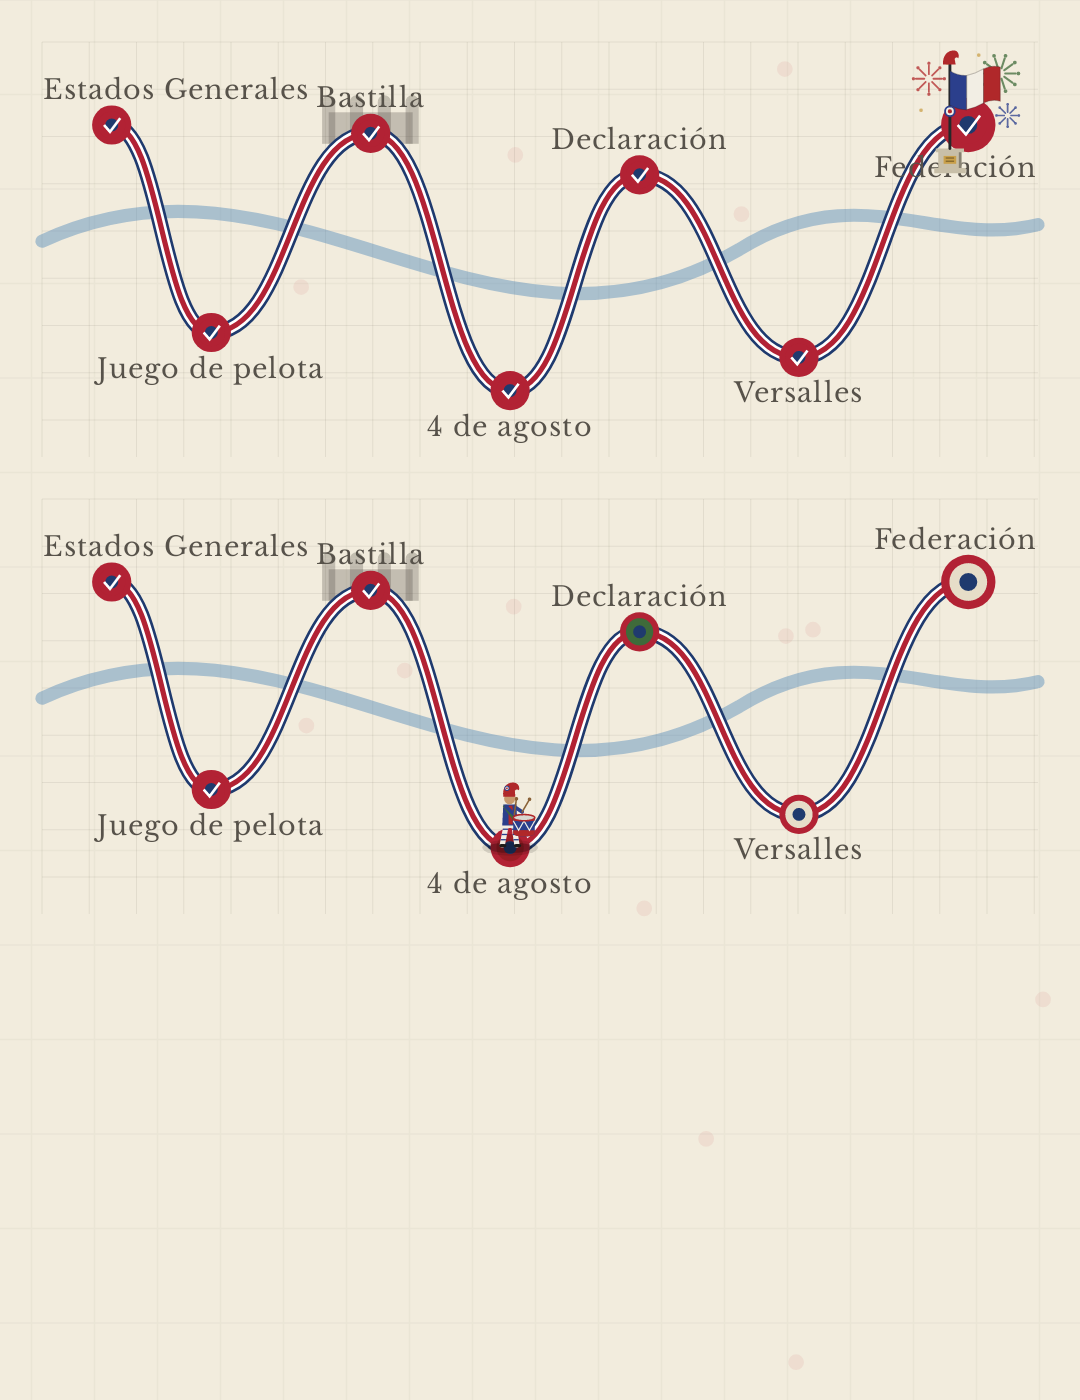 Estados Generales
Bastilla
Declaración
Federación
Juego de pelota
Versalles
4 de agosto
Estados Generales
Bastilla
Declaración
Federación
Juego de pelota
Versalles
4 de agosto